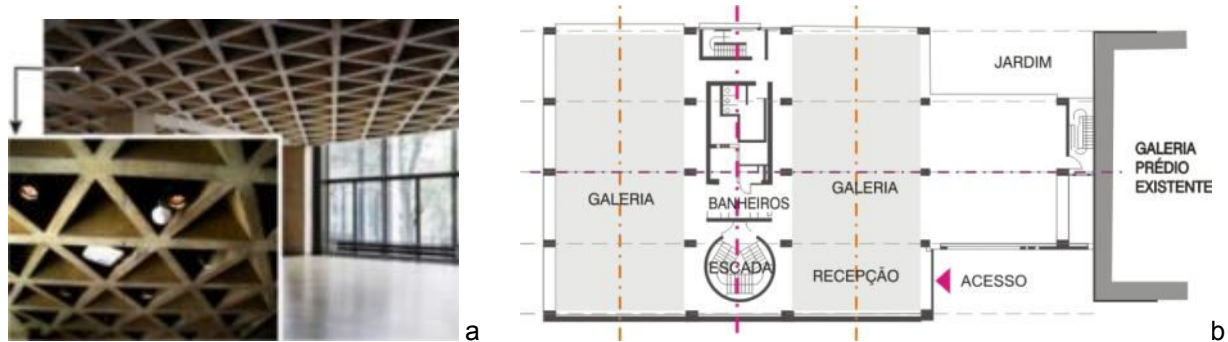 a
JARDIM
GALERIA
PRÉDIO
EXISTENTE
GALERIA
GALERIA
BANHEIROS
ESCADA
RECEPÇÃO
ACESSO
b